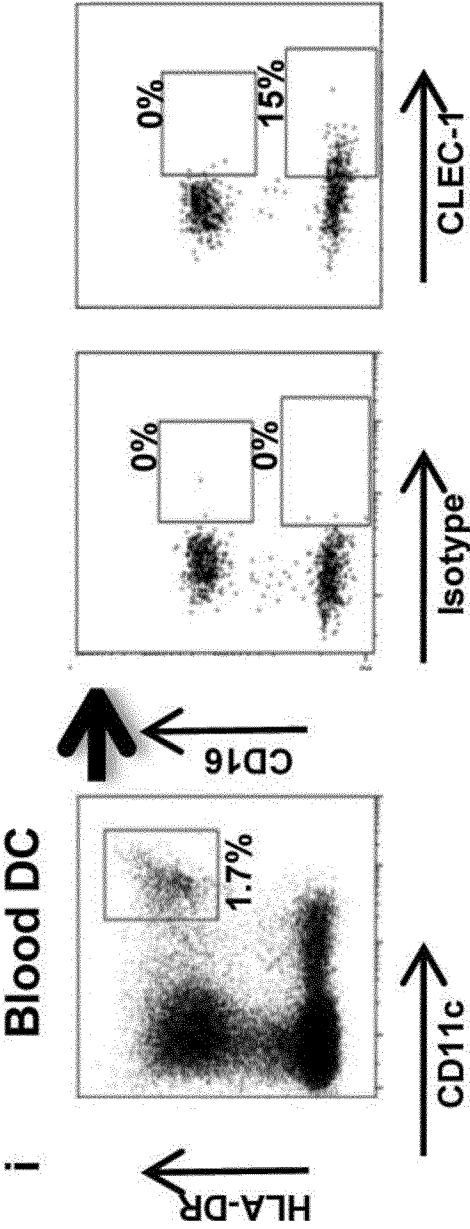 i Blood DC
HLA-DR
1.7%
CD11c
CD16
0%
0%
Isotype
0%
15%
CLEC-1